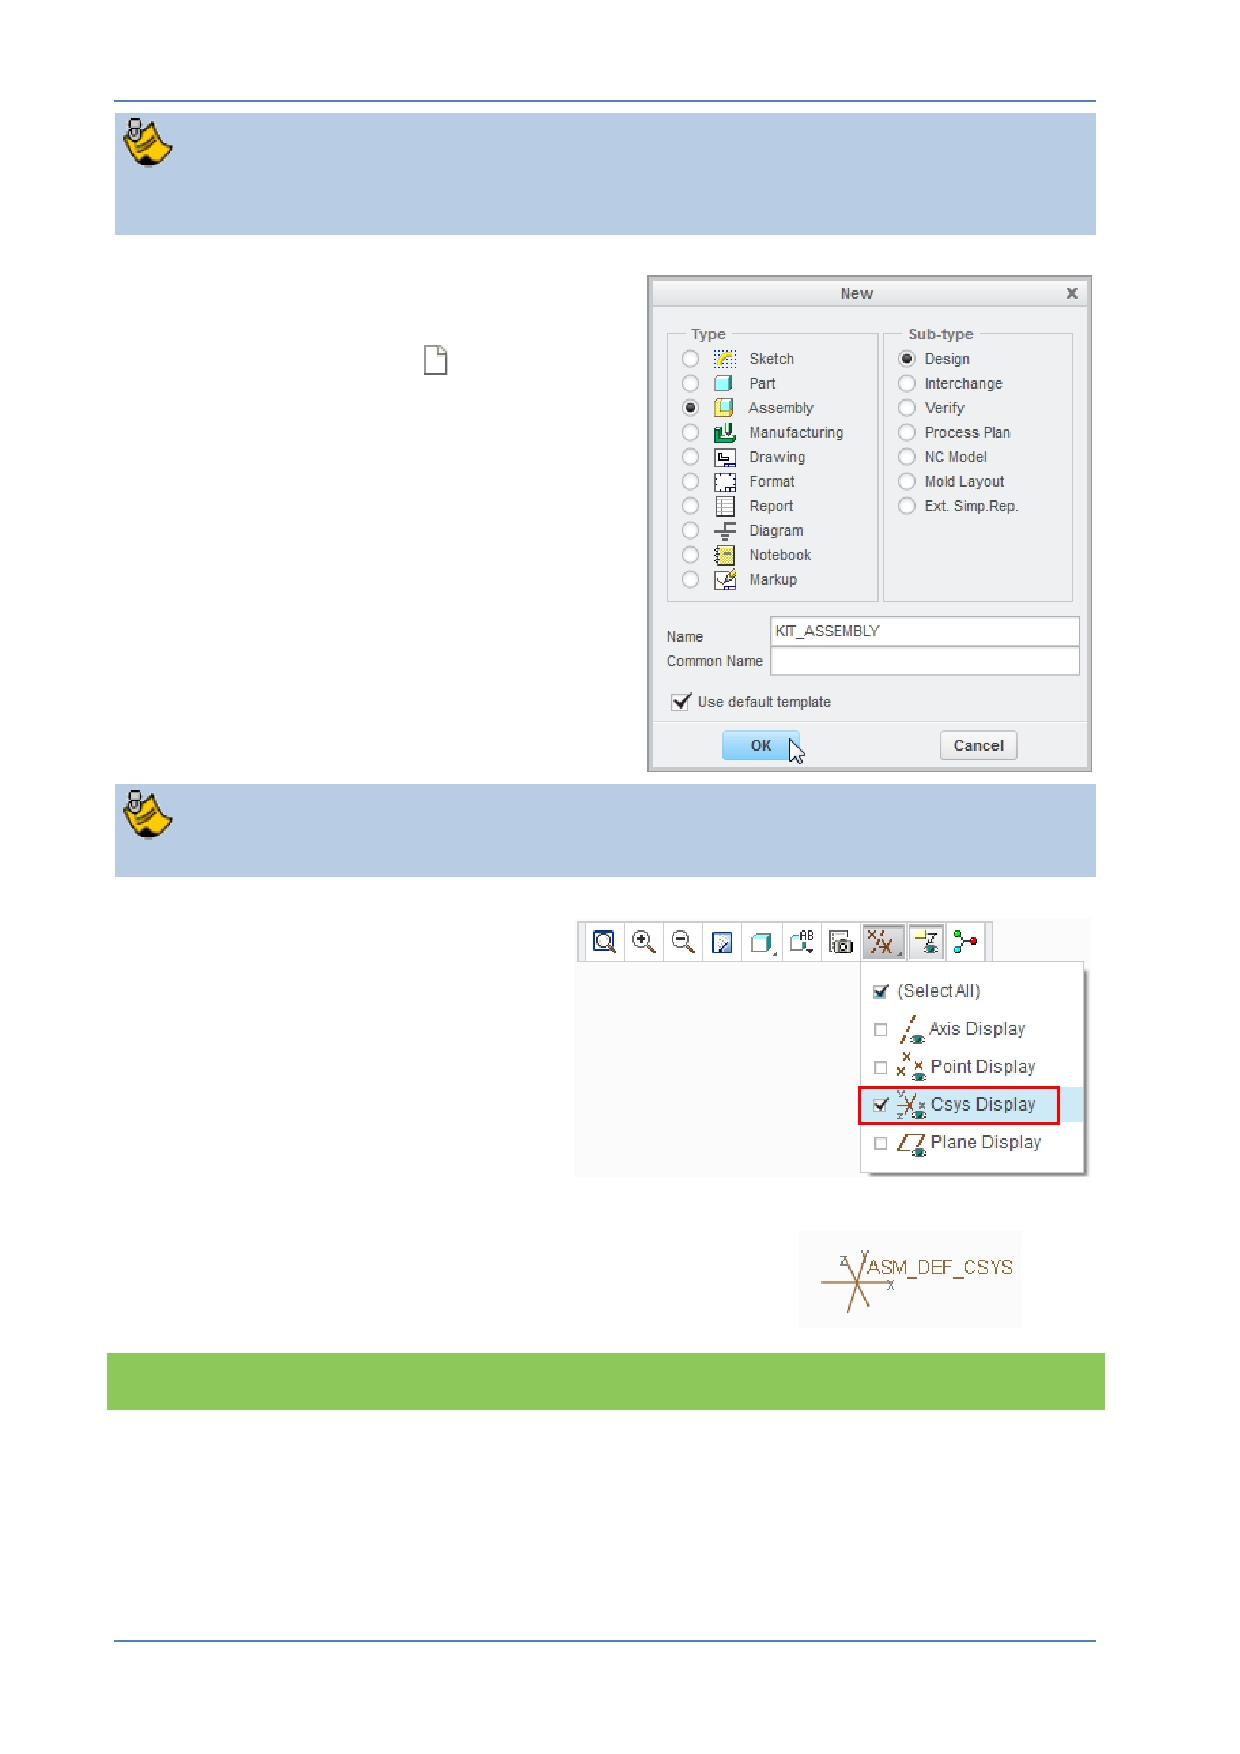 New
Type
Sketch
Part
Assembly
Manufacturing
Drawing
Format
Report
Diagram
Notebook
Markup
Sub-type
Design
Interchange
Verify
Process Plan
NC Model
Mold Layout
Ext. Simp.Rep.
Name
KIT_ASSEMBLY
Common Name
Use default template
OK
Cancel
AB
(Select All)
Axis Display
Point Display
Csys Display
Plane Display
Z
Y
ASM_DEF_CSYS
X